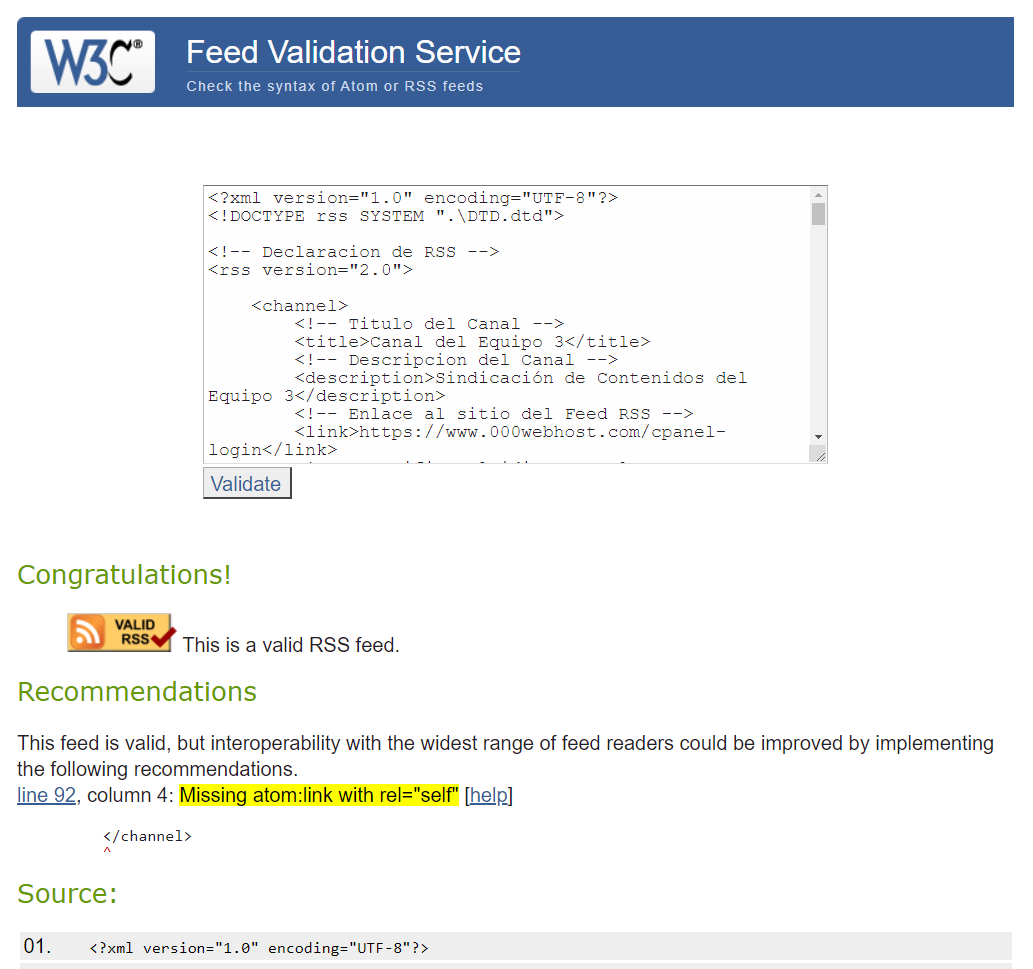 W3C®
Feed Validation Service
Check the syntax of Atom or RSS feeds
<?xml version="1.0" encoding="UTF-8"?>
<!DOCTYPE rss SYSTEM ".\DTD.dtd">
<!-- Declaracion de RSS -->
<rss version="2.0">
<channel>
<!-- Titulo del Canal -->
<title>Canal del Equipo 3</title>
<!-- Descripcion del Canal -->
<description>Sindicación de Contenidos del
Equipo 3</description>
<!-- Enlace al sitio del Feed RSS -->
<link>https://www.000webhost.com/cpanel-
login</link>
Validate
Congratulations!
VALID
RSS
This is a valid RSS feed.
Recommendations
This feed is valid, but interoperability with the widest range of feed readers could be improved by implementing
the following recommendations.
line 92, column 4: Missing atom:link with rel="self" [help]
</channel>
^
Source:
01. <?xml version="1.0" encoding="UTF-8"?>